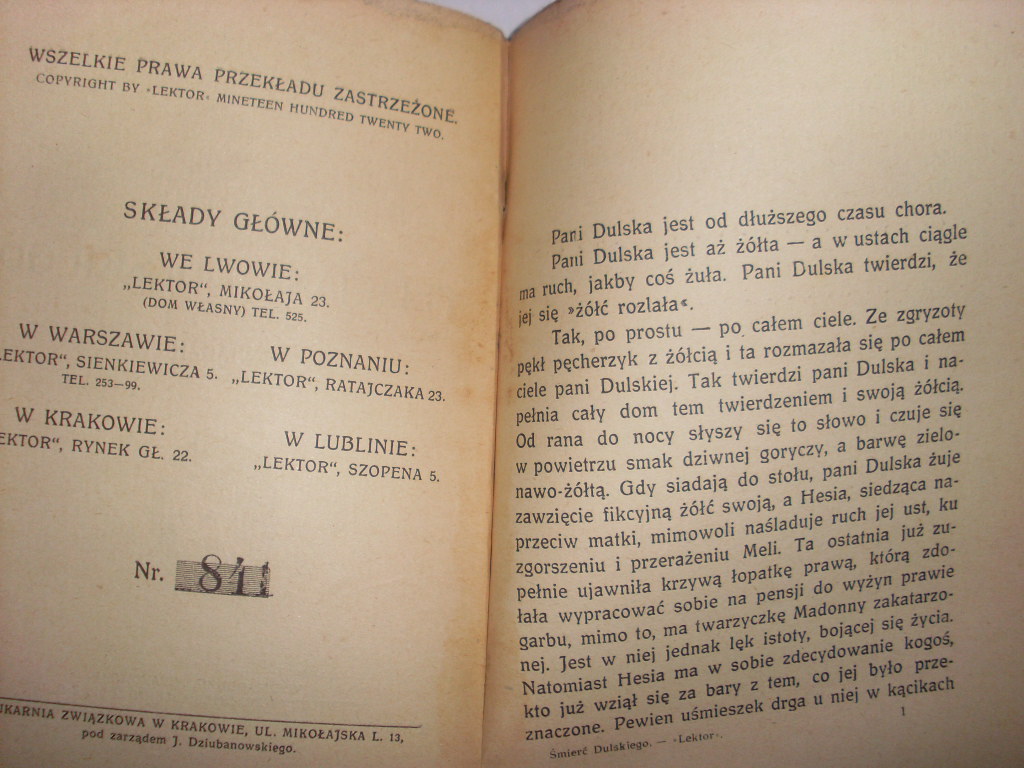 WSZELKIE PRAWA PRZEKŁADU ZASTRZEŻONE.
COPYRIGHT BY »LEKTOR« MINETEEN HUNDRED TWENTY TWO.
SKŁADY GŁÓWNE:
WE LWOWIE:
„LEKTOR“, MIKOŁAJA 23.
(DOM WŁASNY) TEL. 525.
W WARSZAWIE:
LEKTOR“, SIENKIEWICZA 5.
TEL. 253—99.
W POZNANIU:
„LEKTOR“, RATAJCZAKA 23.
W KRAKOWIE:
EKTOR“, RYNEK GŁ. 22.
W LUBLINIE:
„LEKTOR“, SZOPENA 5.
Nr. 841
UKARNIA ZWIĄZKOWA W KRAKOWIE, UL. MIKOŁAJSKA L. 13,
pod zarządem J. Dziubanowskiego.
Pani Dulska jest od dłuższego czasu chora.
Pani Dulska jest aż żółta — a w ustach ciągle
ma ruch, jakby coś żuła. Pani Dulska twierdzi, że
jej się »żółć rozlała«.
Tak, po prostu — po całem ciele. Ze zgryzoty
pękł pęcherzyk z żółcią i ta rozmazała się po całem
ciele pani Dulskiej. Tak twierdzi pani Dulska i na-
pełnia cały dom tem twierdzeniem i swoją żółcią.
Od rana do nocy słyszy się to słowo i czuje się
w powietrzu smak dziwnej goryczy, a barwę zielo-
nawo-żółtą. Gdy siadają do stołu, pani Dulska żuje
zawzięcie fikcyjną żółć swoją, a Hesia, siedząca na-
przeciw matki, mimowoli naśladuje ruch jej ust, ku
zgorszeniu i przerażeniu Meli. Ta ostatnia już zu-
pełnie ujawniła krzywą łopatkę prawą, którą zdo-
łała wypracować sobie na pensji do wyżyn prawie
garbu, mimo to, ma twarzyczkę Madonny zakatarzo-
nej. Jest w niej jednak lęk istoty, bojącej się życia.
Natomiast Hesia ma w sobie zdecydowanie kogoś,
kto już wziął się za bary z tem, co jej było prze-
znaczone. Pewien uśmieszek drga u niej w kącikach
Śmierć Dulskiego. — »Lektor«.
1